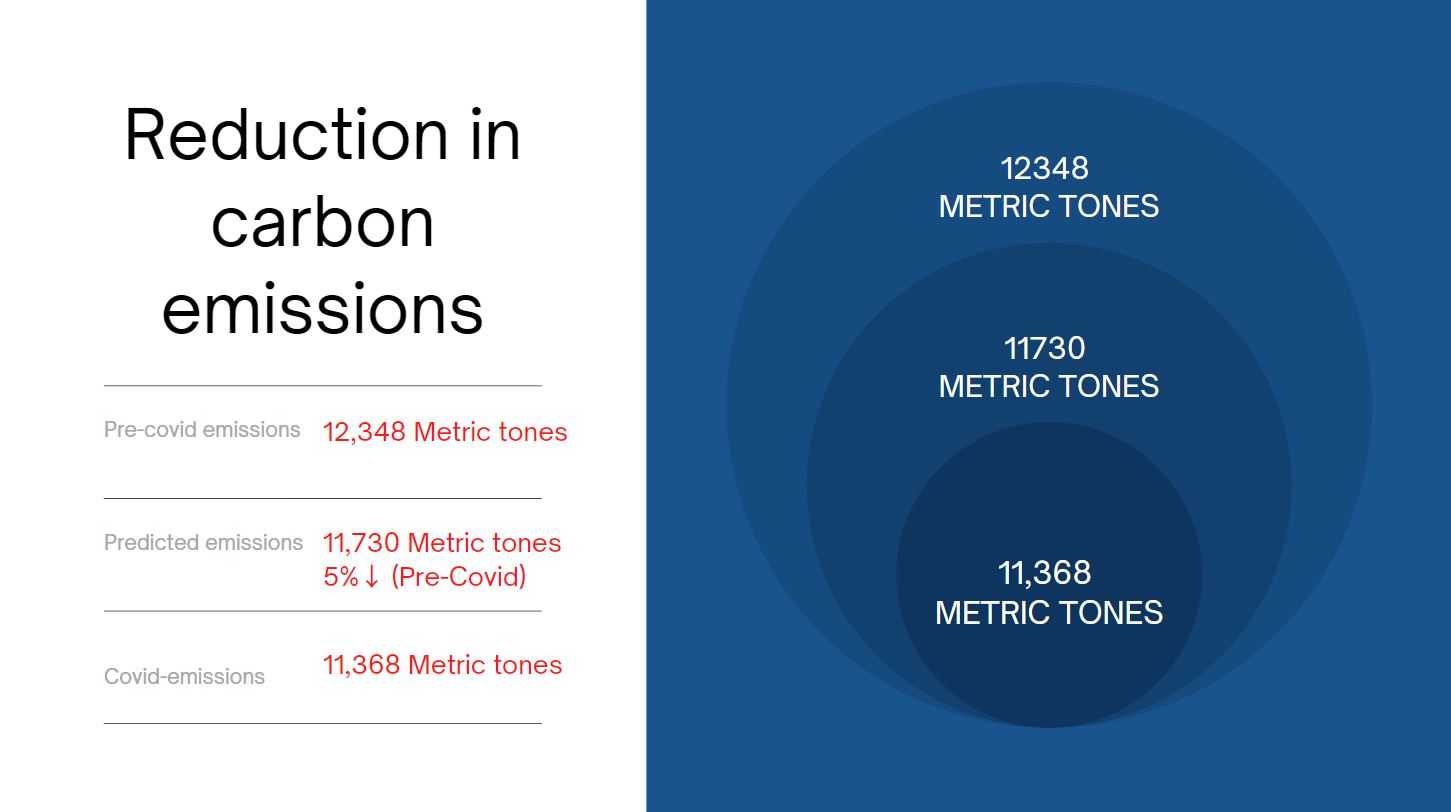 Reduction in
carbon
emissions
Pre-covid emissions 12,348 Metric tones
Predicted emissions 11,730 Metric tones
5%↓ (Pre-Covid)
Covid-emissions 11,368 Metric tones
12348
METRIC TONES
11730
METRIC TONES
11,368
METRIC TONES